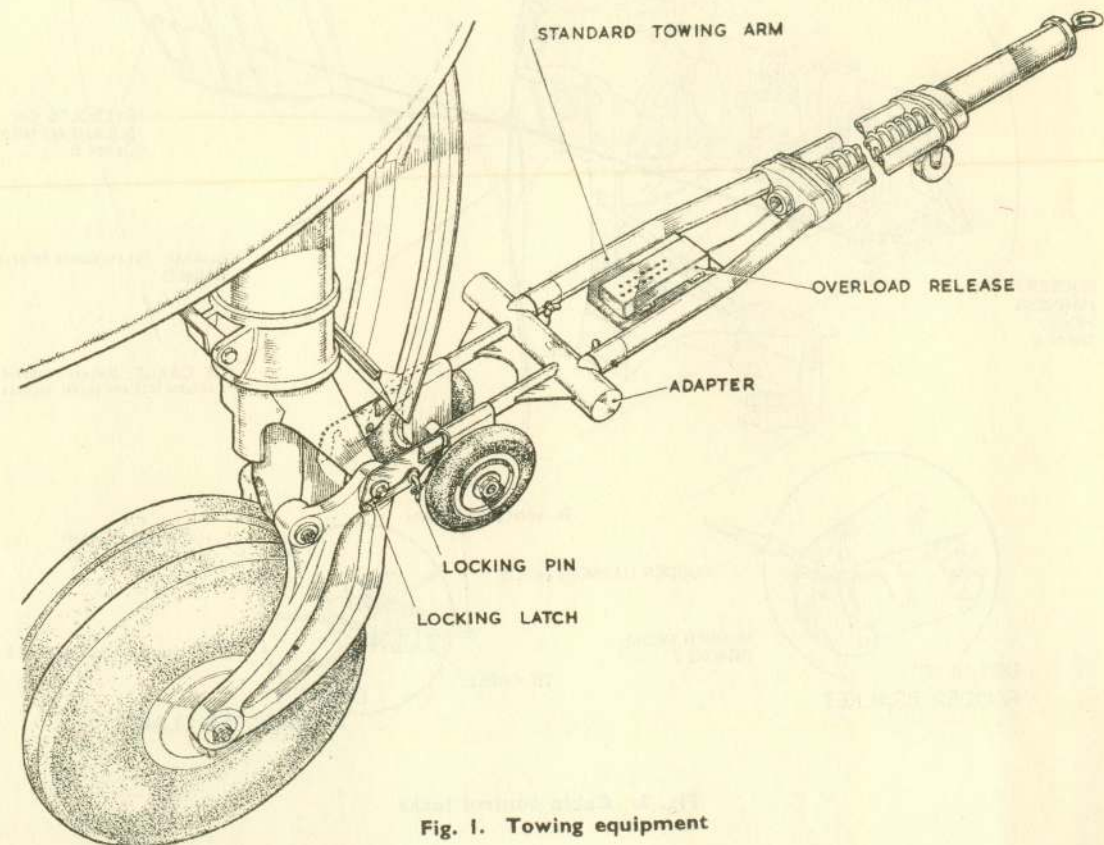 STANDARD TOWING ARM
OVERLOAD RELEASE
ADAPTER
LOCKING PIN
LOCKING LATCH
Fig. 1. Towing equipment